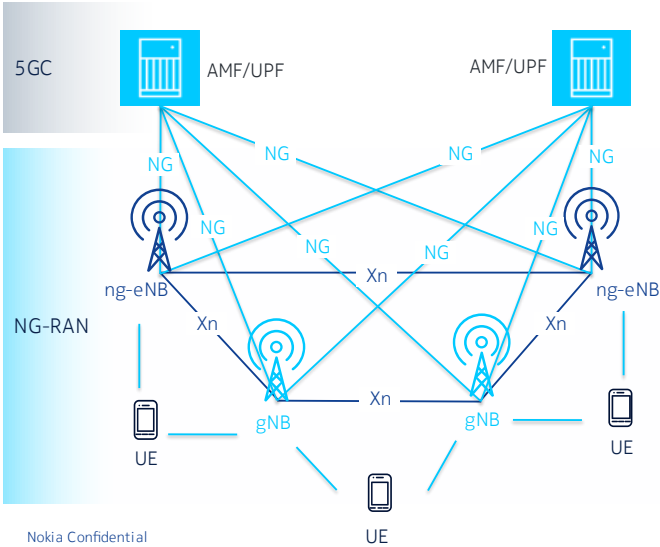 5GC
AMF/UPF
AMF/UPF
NG
NG
NG
NG
NG
NG
NG
NG
ng-eNB
Xn
ng-eNB
NG-RAN
Xn
Xn
Xn
gNB
gNB
UE
UE
UE
Nokia Confidential